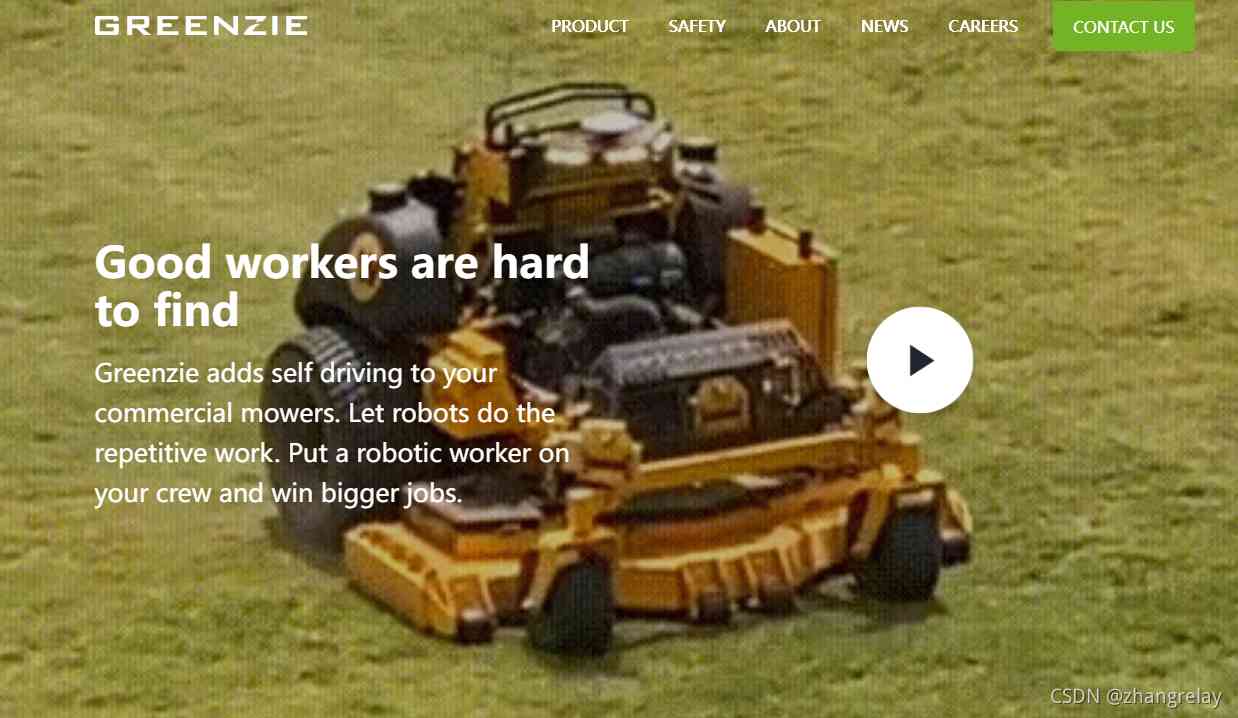 GREENZIE
PRODUCT SAFETY ABOUT NEWS CAREERS CONTACT US
Good workers are hard
to find
Greenzie adds self driving to your
commercial mowers. Let robots do the
repetitive work. Put a robotic worker on
your crew and win bigger jobs.
CSDN @zhangrelay